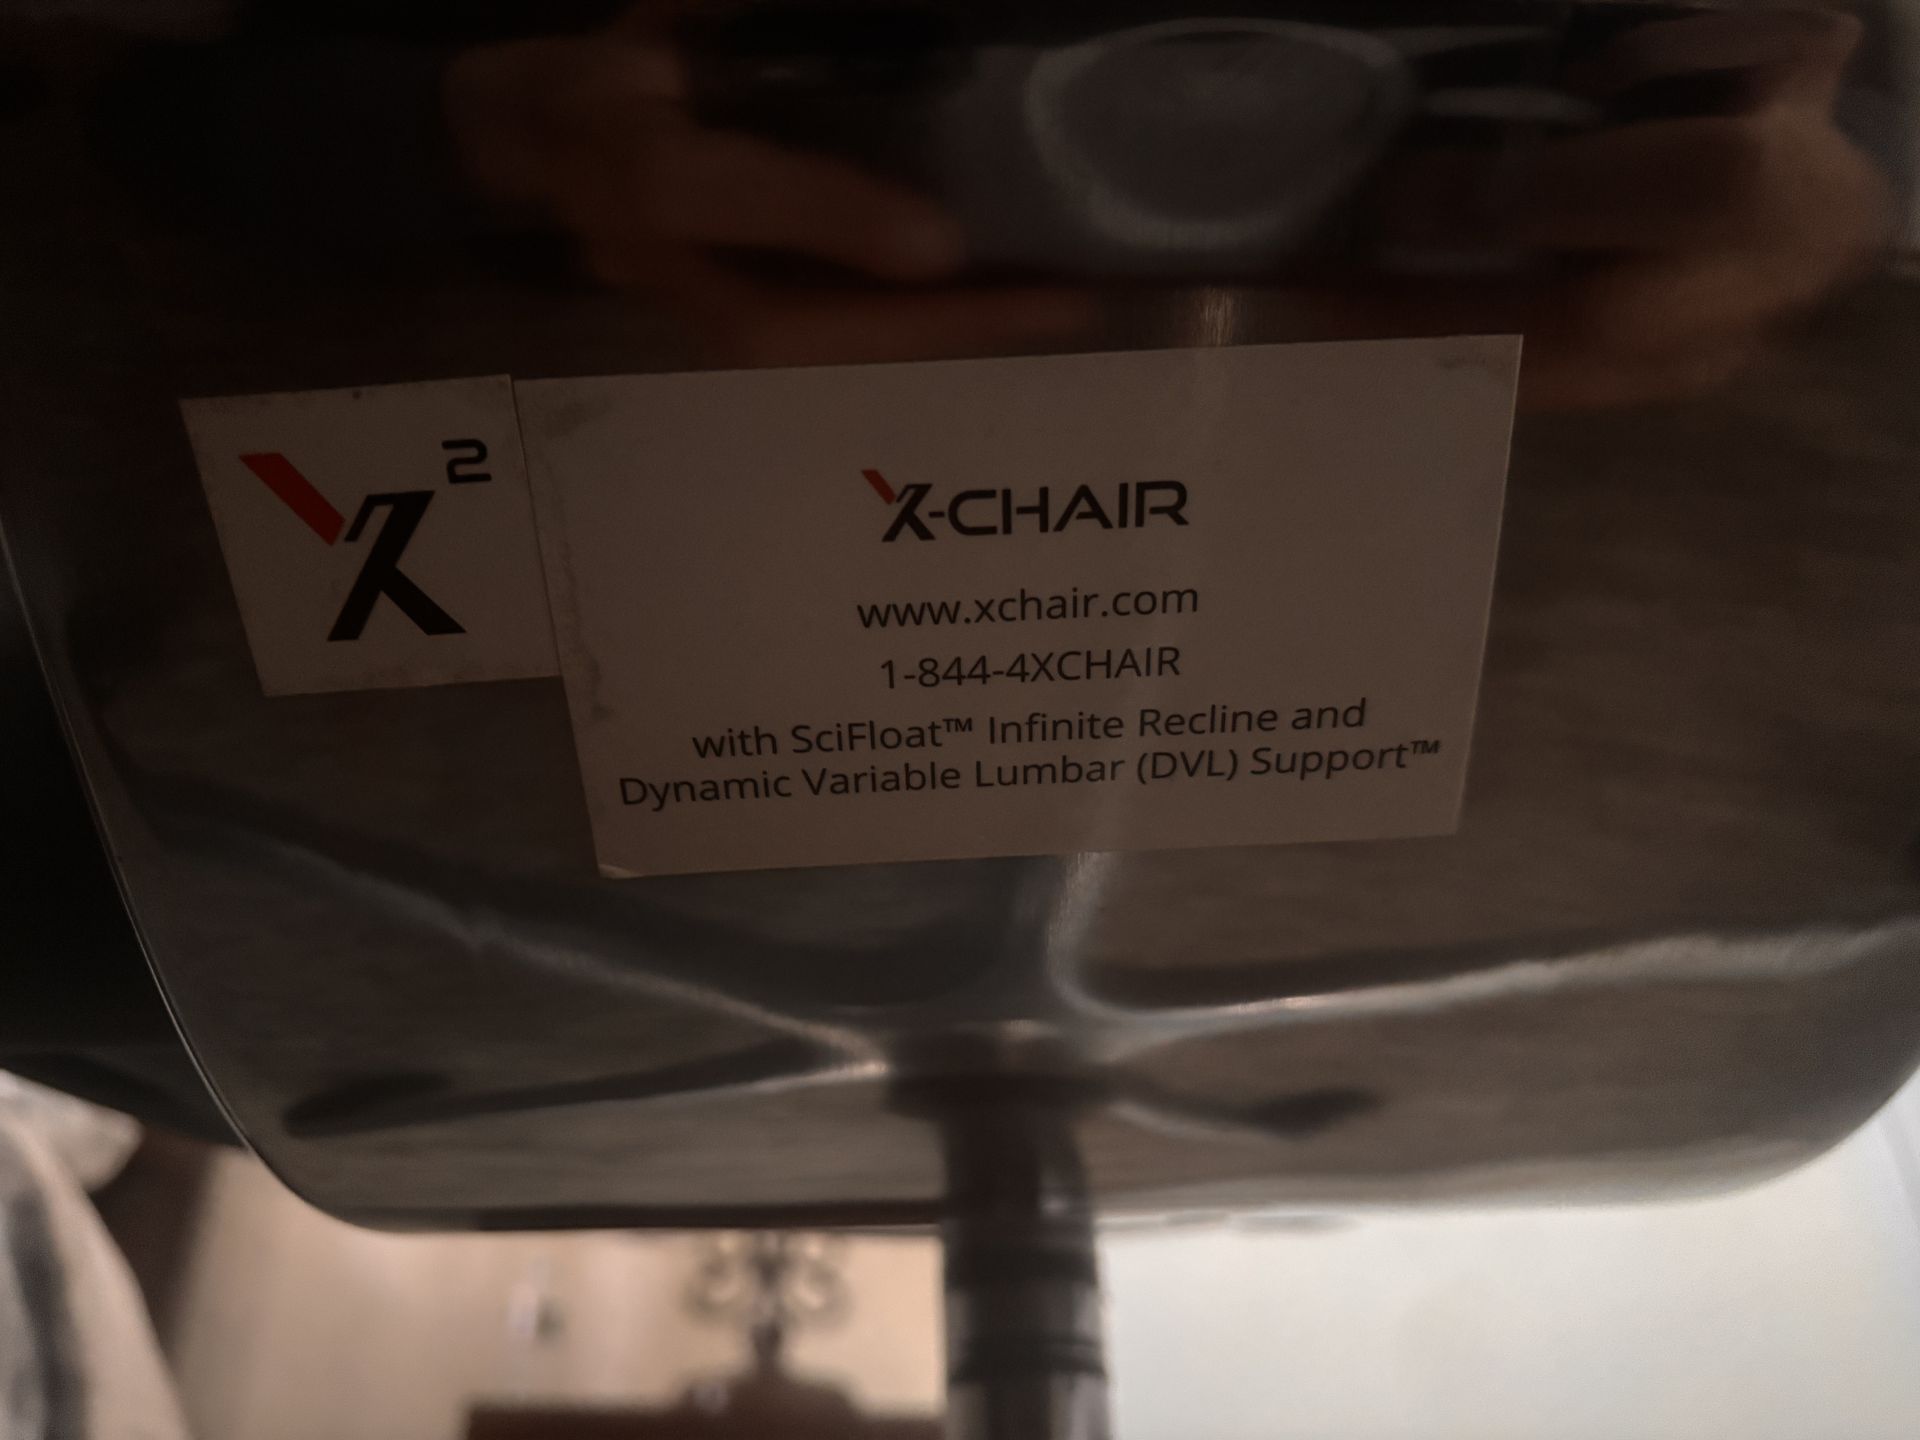 X²
X-CHAIR
www.xchair.com
1-844-4XCHAIR
with SciFloat™ Infinite Recline and
Dynamic Variable Lumbar (DVL) Support™